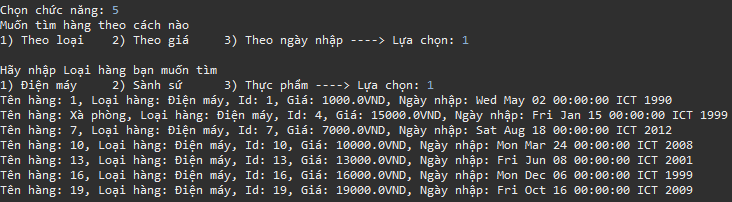 Chọn chức năng: 5
Muốn tìm hàng theo cách nào
1) Theo loại 2) Theo giá 3) Theo ngày nhập ----> Lựa chọn: 1
Hãy nhập Loại hàng bạn muốn tìm
1) Điện máy 2) Sành sứ 3) Thực phẩm ----> Lựa chọn: 1
Tên hàng: 1, Loại hàng: Điện máy, Id: 1, Giá: 1000.0VND, Ngày nhập: Wed May 02 00:00:00 ICT 1990
Tên hàng: Xà phòng, Loại hàng: Điện máy, Id: 4, Giá: 15000.0VND, Ngày nhập: Fri Jan 15 00:00:00 ICT 1999
Tên hàng: 7, Loại hàng: Điện máy, Id: 7, Giá: 7000.0VND, Ngày nhập: Sat Aug 18 00:00:00 ICT 2012
Tên hàng: 10, Loại hàng: Điện máy, Id: 10, Giá: 10000.0VND, Ngày nhập: Mon Mar 24 00:00:00 ICT 2008
Tên hàng: 13, Loại hàng: Điện máy, Id: 13, Giá: 13000.0VND, Ngày nhập: Fri Jun 08 00:00:00 ICT 2001
Tên hàng: 16, Loại hàng: Điện máy, Id: 16, Giá: 16000.0VND, Ngày nhập: Mon Dec 06 00:00:00 ICT 1999
Tên hàng: 19, Loại hàng: Điện máy, Id: 19, Giá: 19000.0VND, Ngày nhập: Fri Oct 16 00:00:00 ICT 2009